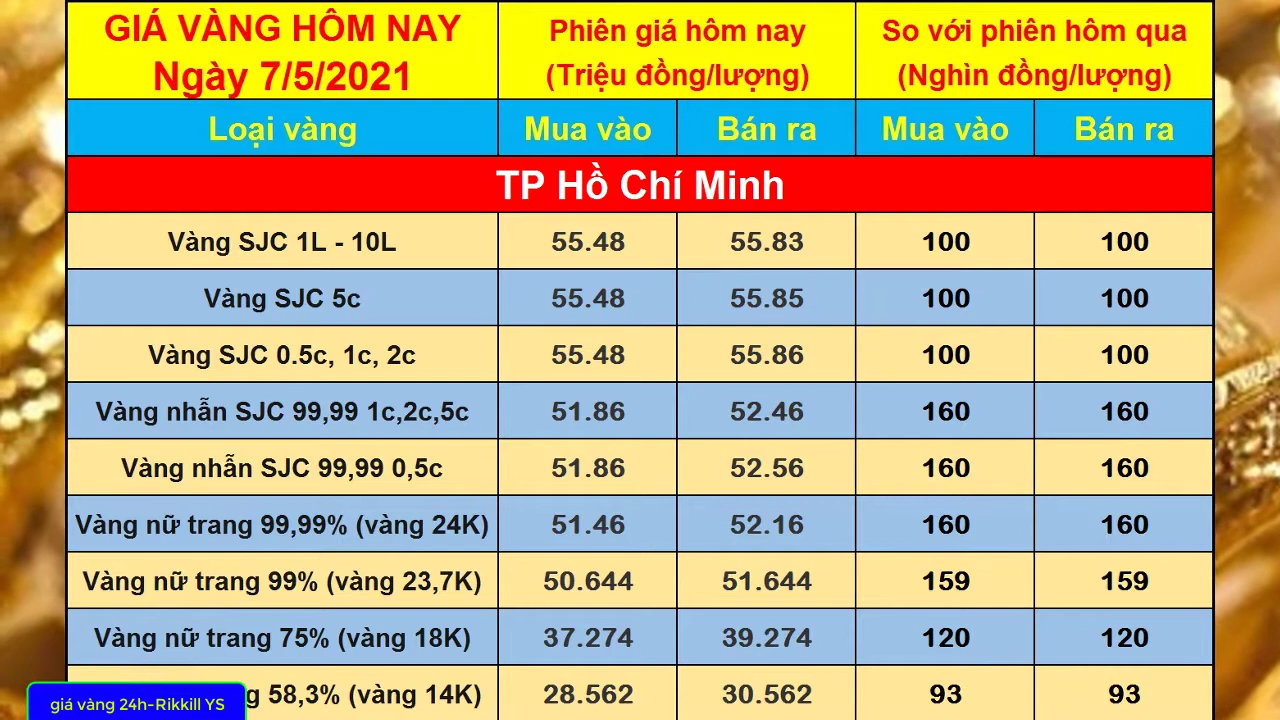 GIÁ VÀNG HÔM NAY
Ngày 7/5/2021
Phiên giá hôm nay
(Triệu đồng/lượng)
So với phiên hôm qua
(Nghìn đồng/lượng)
Loại vàng Mua vào Bán ra Mua vào Bán ra
TP Hồ Chí Minh
Vàng SJC 1L - 10L 55.48 55.83 100 100
Vàng SJC 5c 55.48 55.85 100 100
Vàng SJC 0.5c, 1c, 2c 55.48 55.86 100 100
Vàng nhẫn SJC 99,99 1c,2c,5c 51.86 52.46 160 160
Vàng nhẫn SJC 99,99 0,5c 51.86 52.56 160 160
Vàng nữ trang 99,99% (vàng 24K) 51.46 52.16 160 160
Vàng nữ trang 99% (vàng 23,7K) 50.644 51.644 159 159
Vàng nữ trang 75% (vàng 18K) 37.274 39.274 120 120
g 58,3% (vàng 14K) 28.562 30.562 93 93
giá vàng 24h-Rikkill YS